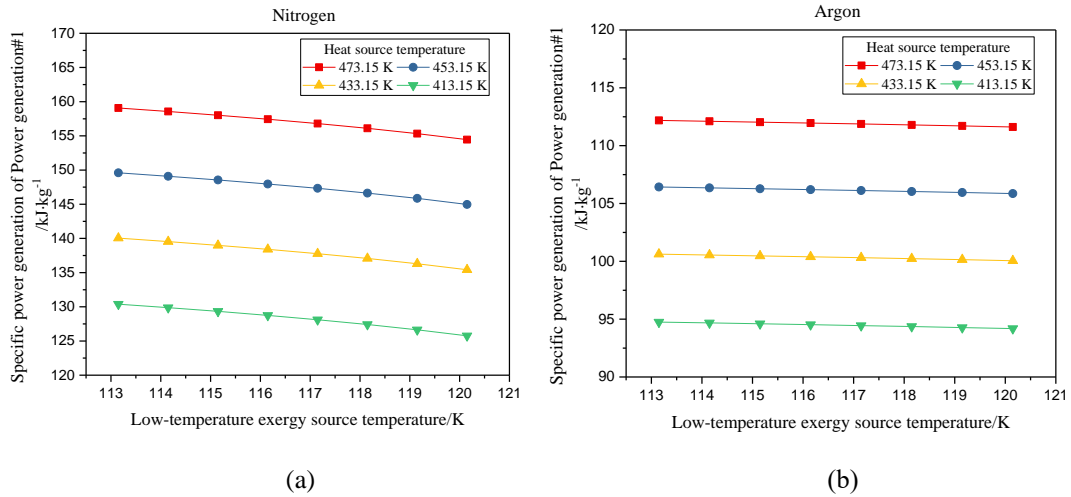 Nitrogen
Specific power generation of Power generation#1
/kJ·kg-1
170
165
160
155
150
145
140
135
130
125
120
Heat source temperature
473.15 K 453.15 K
433.15 K 413.15 K
113 114 115 116 117 118 119 120 121
Low-temperature exergy source temperature/K
(a)
Argon
Specific power generation of Power generation#1
/kJ·kg-1
120
115
110
105
100
95
90
Heat source temperature
473.15 K 453.15 K
433.15 K 413.15 K
113 114 115 116 117 118 119 120 121
Low-temperature exergy source temperature/K
(b)